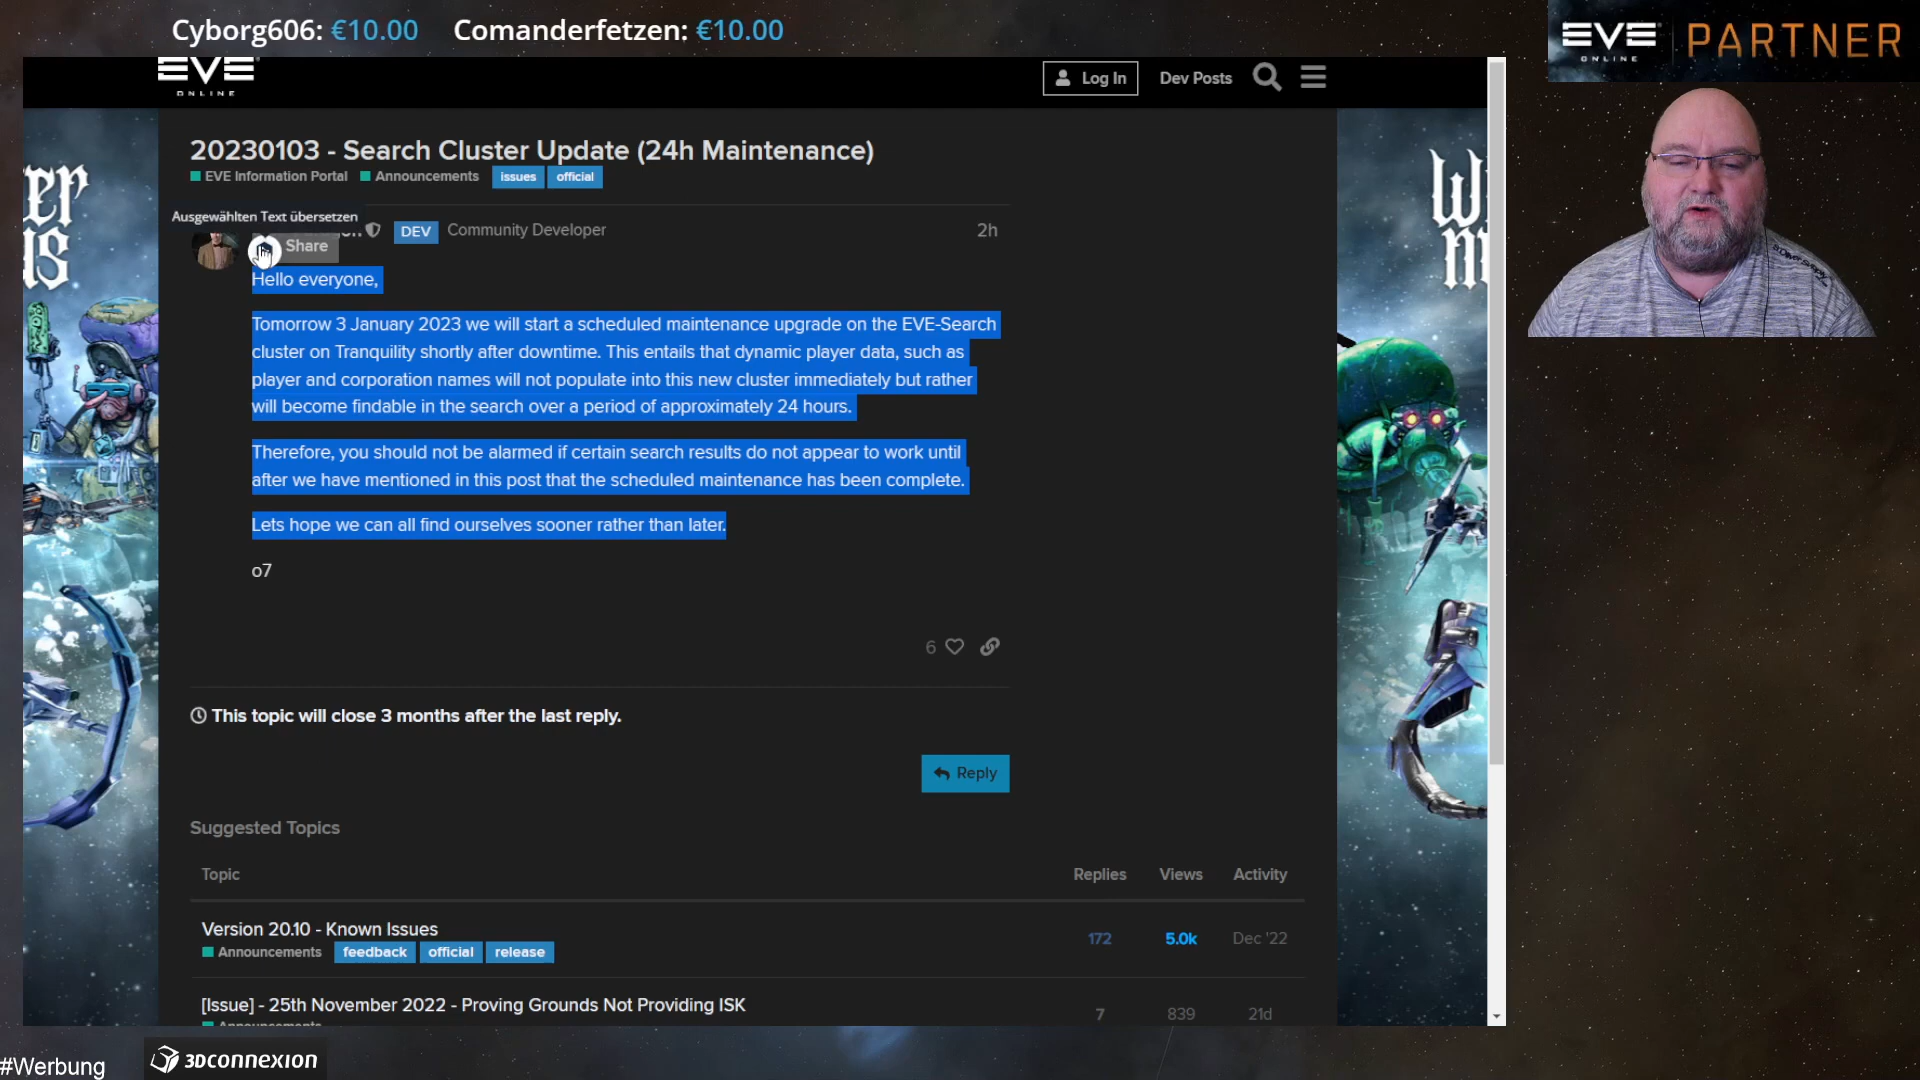 Cyborg606: €10.00 Comanderfetzen: €10.00
EVE ONLINE PARTNER
EVE ONLINE
Log In Dev Posts
20230103 - Search Cluster Update (24h Maintenance)
EVE Information Portal Announcements issues official
Ausgewählten Text übersetzen
DEV Community Developer 2h
Share
Hello everyone,
Tomorrow 3 January 2023 we will start a scheduled maintenance upgrade on the EVE-Search
cluster on Tranquility shortly after downtime. This entails that dynamic player data, such as
player and corporation names will not populate into this new cluster immediately but rather
will become findable in the search over a period of approximately 24 hours.
Therefore, you should not be alarmed if certain search results do not appear to work until
after we have mentioned in this post that the scheduled maintenance has been complete.
Lets hope we can all find ourselves sooner rather than later.
o7
6
This topic will close 3 months after the last reply.
Reply
Suggested Topics
Topic Replies Views Activity
Version 20.10 - Known Issues 172 5.0k Dec '22
Announcements feedback official release
[Issue] - 25th November 2022 - Proving Grounds Not Providing ISK 7 839 21d
Announcements
#Werbung 3DCONNEXION